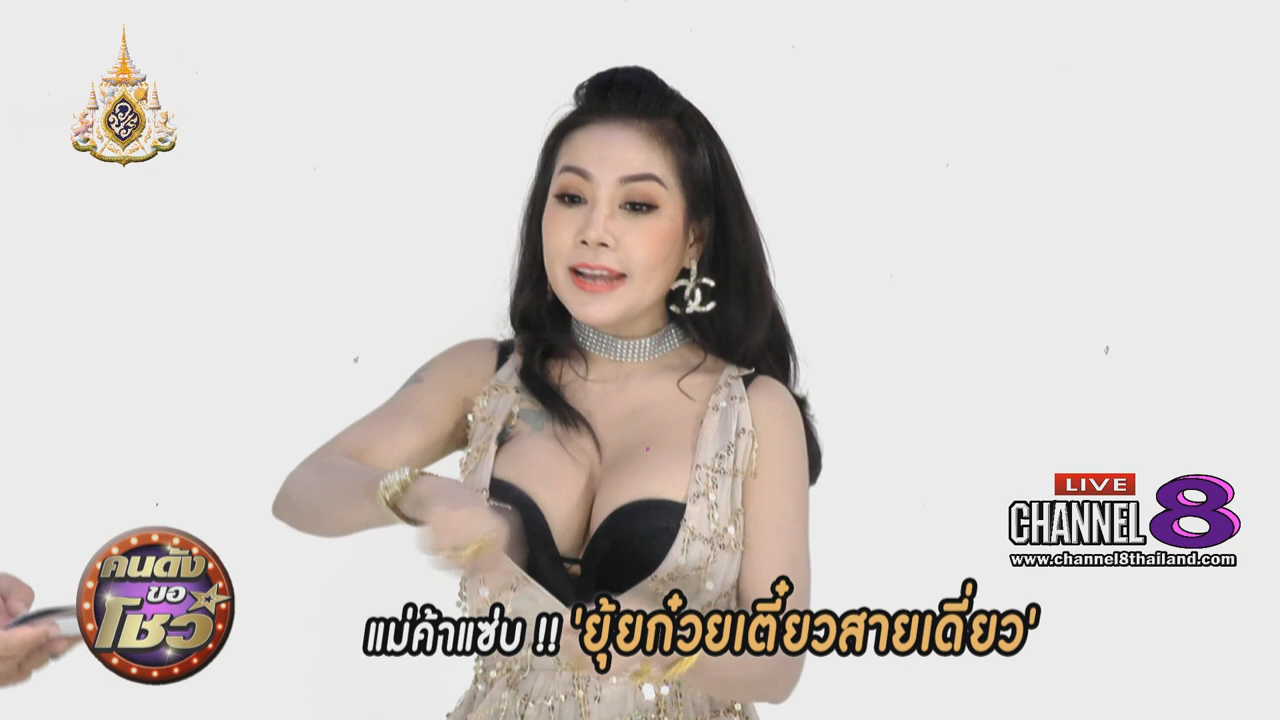 LIVE
CHANNEL 8
www.channel8thailand.com
คนดัง
ขอ
โชว์
แม่ค้าแซ่บ !! 'ยุ้ยก๋วยเตี๋ยวสายเดี่ยว'